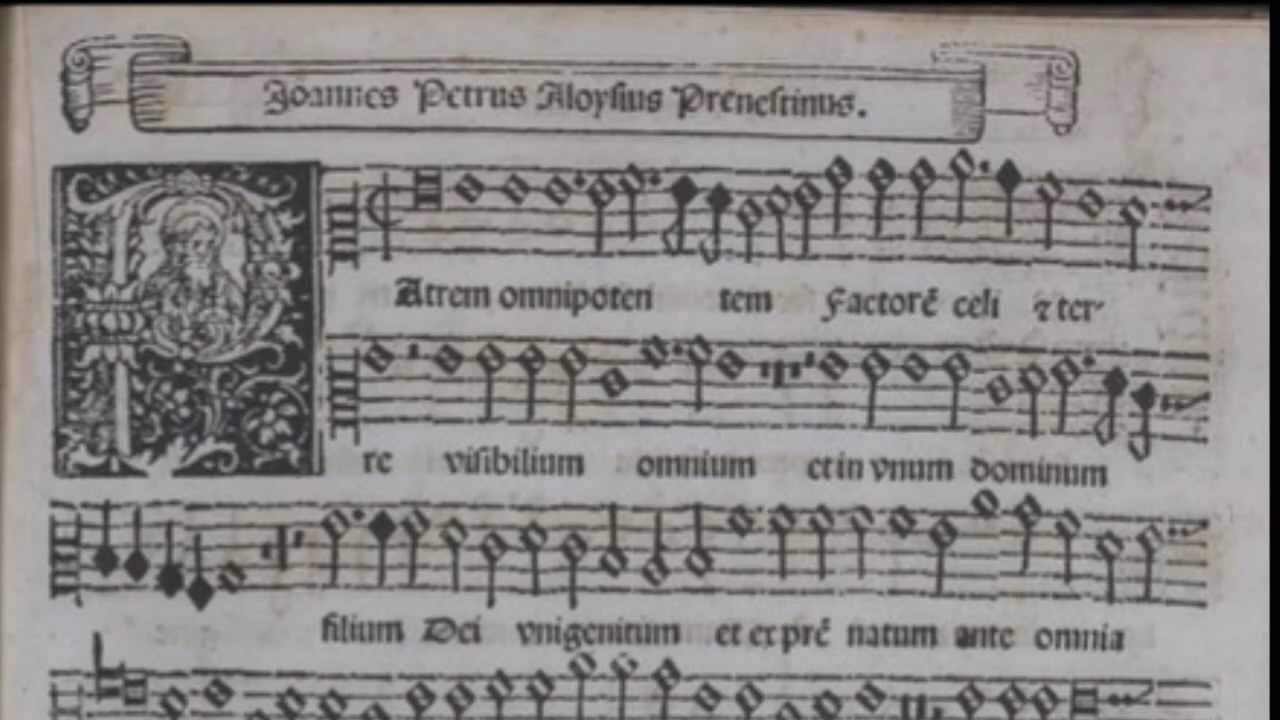 Joannes Petrus Aloysius Prenestinus.
PAtrem omnipoten tem Factorē celi ⁊ ter
re visibilium omnium et in vnum dominum
filium Dei vnigenitum et ex prē natum ante omnia